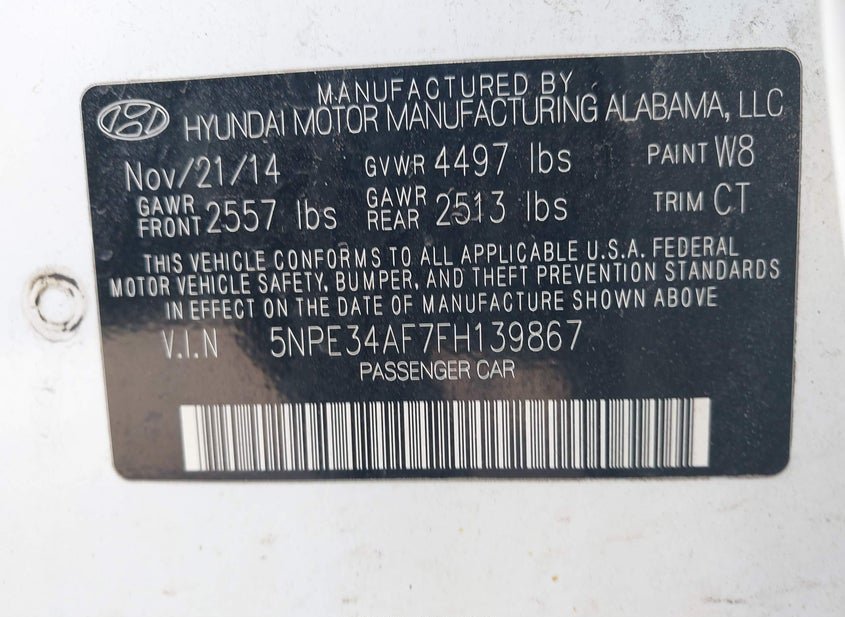 MANUFACTURED BY
HYUNDAI MOTOR MANUFACTURING ALABAMA, LLC
Nov/21/14 GVWR 4497 lbs PAINT W8
GAWR FRONT 2557 lbs GAWR REAR 2513 lbs TRIM CT
THIS VEHICLE CONFORMS TO ALL APPLICABLE U.S.A. FEDERAL
MOTOR VEHICLE SAFETY, BUMPER, AND THEFT PREVENTION STANDARDS
IN EFFECT ON THE DATE OF MANUFACTURE SHOWN ABOVE
V.I.N 5NPE34AF7FH139867
PASSENGER CAR